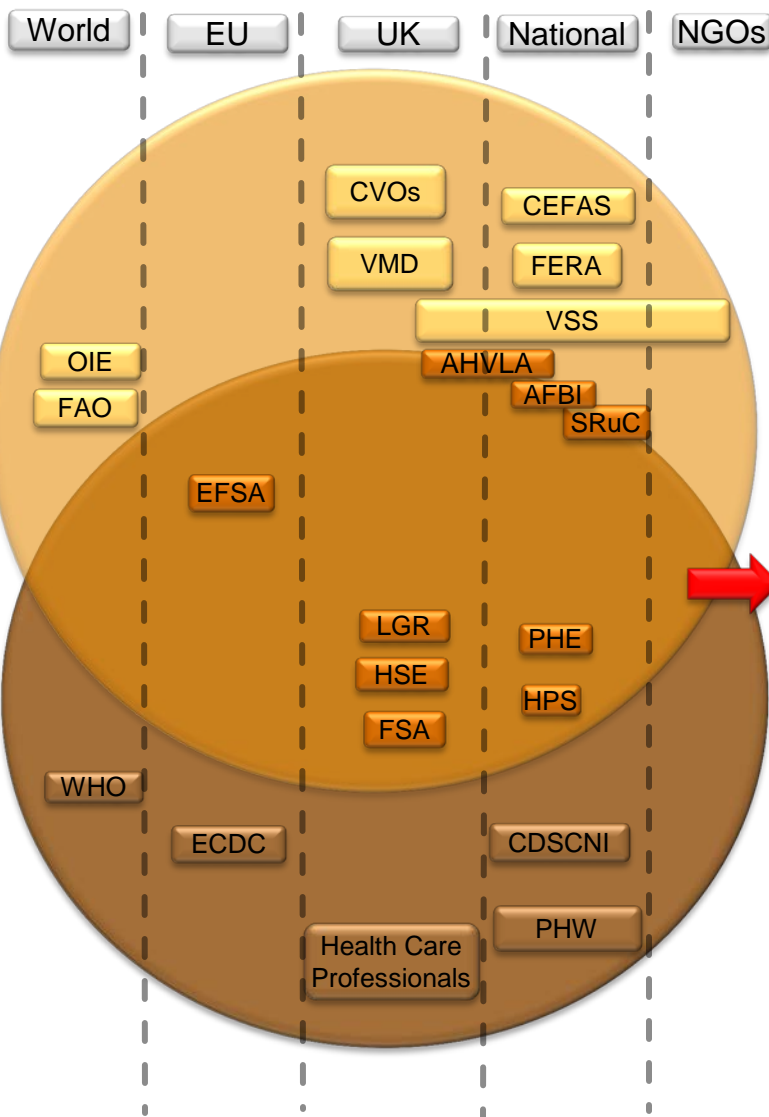 World
EU
UK
National
NGOs
CVOs
CEFAS
VMD
FERA
VSS
OIE
AHVLA
AFBI
FAO
SRuC
EFSA
LGR
PHE
HSE
HPS
FSA
WHO
ECDC
CDSCNI
PHW
Health Care
Professionals